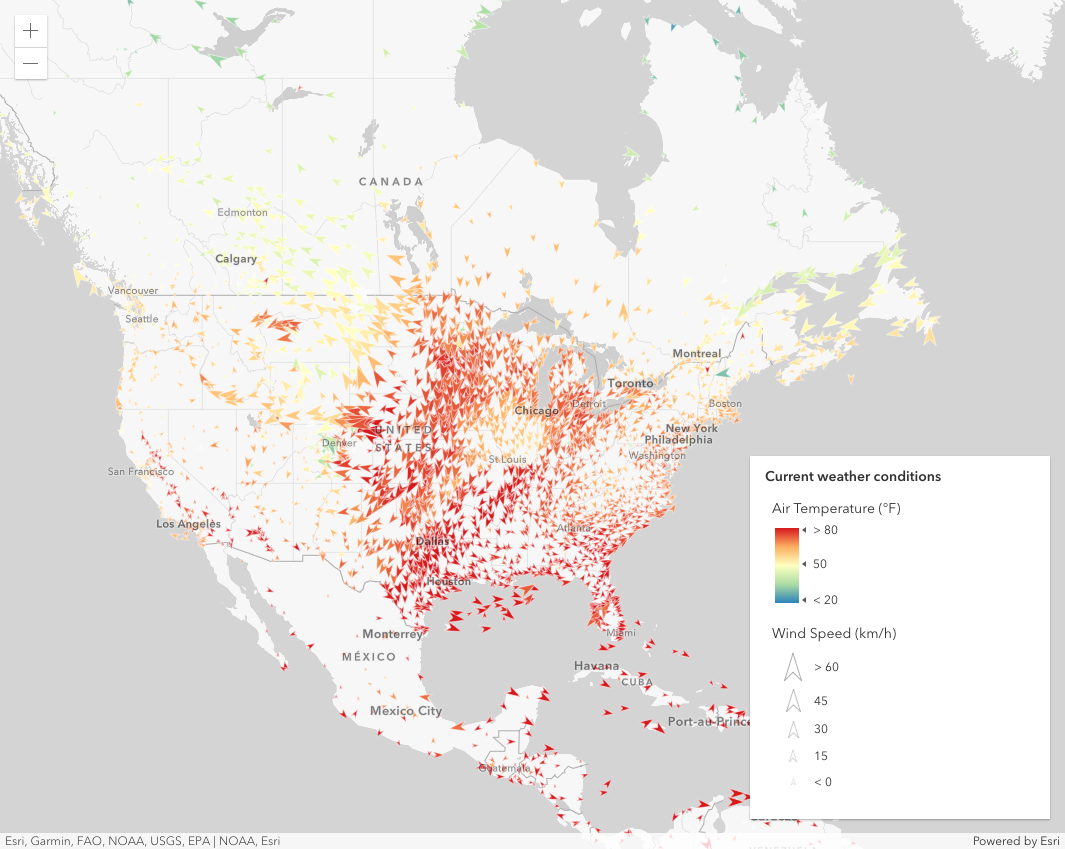 +
−
CANADA
Edmonton
Calgary
Vancouver
Seattle
Montreal
Toronto
Boston
Chicago
Detroit
New York
Philadelphia
UNITED
STATES
Denver
St Louis
Washington
San Francisco
Los Angeles
Atlanta
Dallas
Houston
Monterrey
Miami
MÉXICO
Havana
CUBA
Mexico City
Port-au-Prince
Guatemala
Current weather conditions
Air Temperature (°F)
> 80
50
< 20
Wind Speed (km/h)
> 60
45
30
15
< 0
Esri, Garmin, FAO, NOAA, USGS, EPA | NOAA, Esri
Powered by Esri